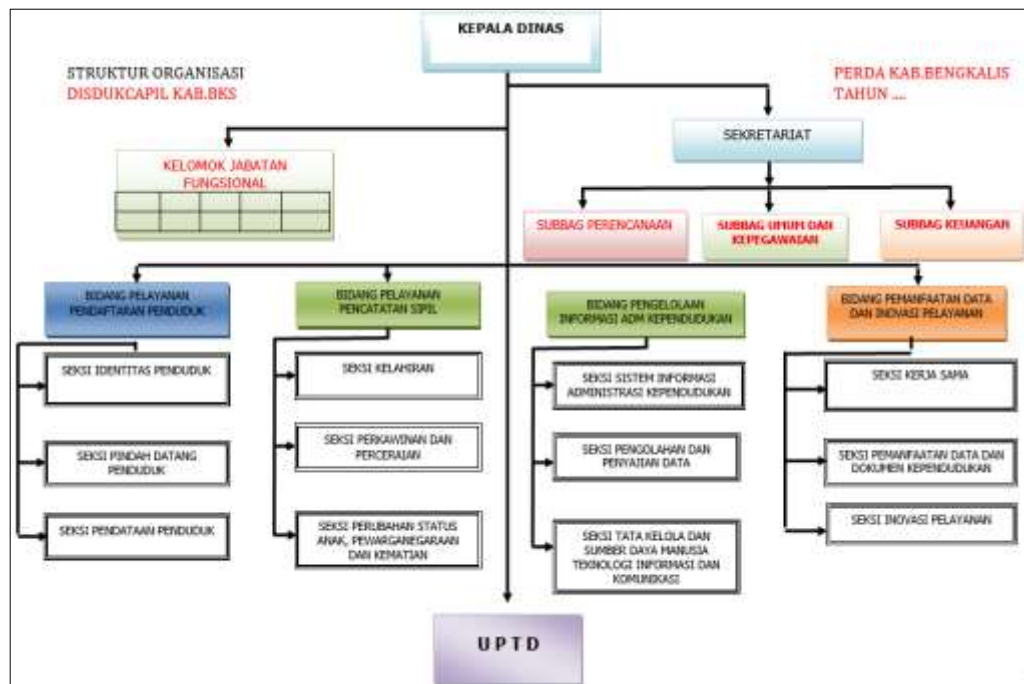 KEPALA DINAS
STRUKTUR ORGANISASI
DISDUKCAPIL KAB.BKS
PERDA KAB.BENGKALIS
TAHUN ....
SEKRETARIAT
KELOMOK JABATAN
FUNGSIONAL
SUBBAG PERENCANAAN
SUBBAG UMUM DAN
KEPEGAWAIAN
SUBBAG KEUANGAN
BIDANG PELAYANAN
PENDAFTARAN PENDUDUK
BIDANG PELAYANAN
PENCATATAN SIPIL
BIDANG PENGELOLAAN
INFORMASI ADM KEPENDUDUKAN
BIDANG PEMANFAATAN DATA
DAN INOVASI PELAYANAN
SEKSI IDENTITAS PENDUDUK
SEKSI PINDAH DATANG
PENDUDUK
SEKSI PENDATAAN PENDUDUK
SEKSI KELAHIRAN
SEKSI PERKAWINAN DAN
PERCERAIAN
SEKSI PERUBAHAN STATUS
ANAK, PEWARGANEGARAAN
DAN KEMATIAN
SEKSI SISTEM INFORMASI
ADMINISTRASI KEPENDUDUKAN
SEKSI PENGOLAHAN DAN
PENYAJIAN DATA
SEKSI TATA KELOLA DAN
SUMBER DAYA MANUSIA
TEKNOLOGI INFORMASI DAN
KOMUNIKASI
SEKSI KERJA SAMA
SEKSI PEMANFAATAN DATA DAN
DOKUMEN KEPENDUDUKAN
SEKSI INOVASI PELAYANAN
U P T D